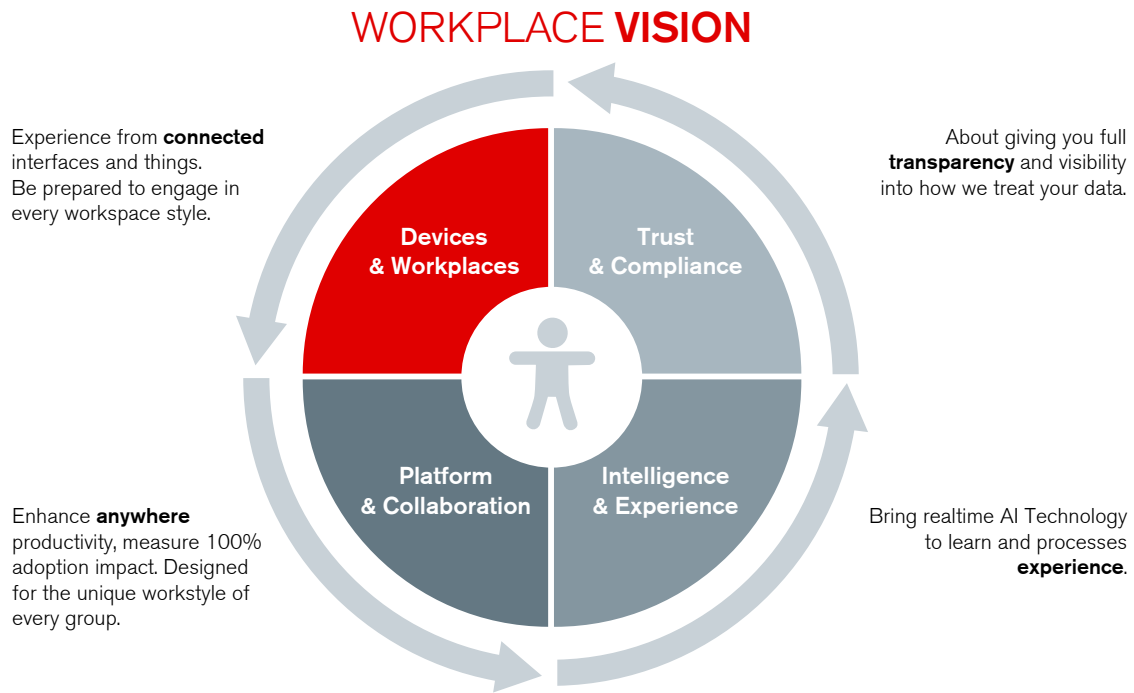 WORKPLACE VISION
Experience from connected
interfaces and things.
Be prepared to engage in
every workspace style.
About giving you full
transparency and visibility
into how we treat your data.
Devices
& Workplaces
Trust
& Compliance
Platform
& Collaboration
Intelligence
& Experience
Enhance anywhere
productivity, measure 100%
adoption impact. Designed
for the unique workstyle of
every group.
Bring realtime AI Technology
to learn and processes
experience.